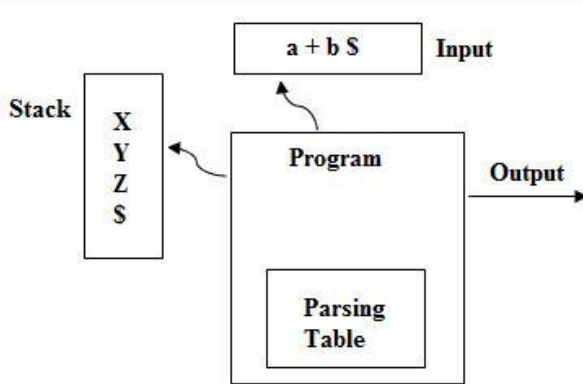 a + b $
Input
Stack
X
Y
Z
$
Program
Output
Parsing
Table